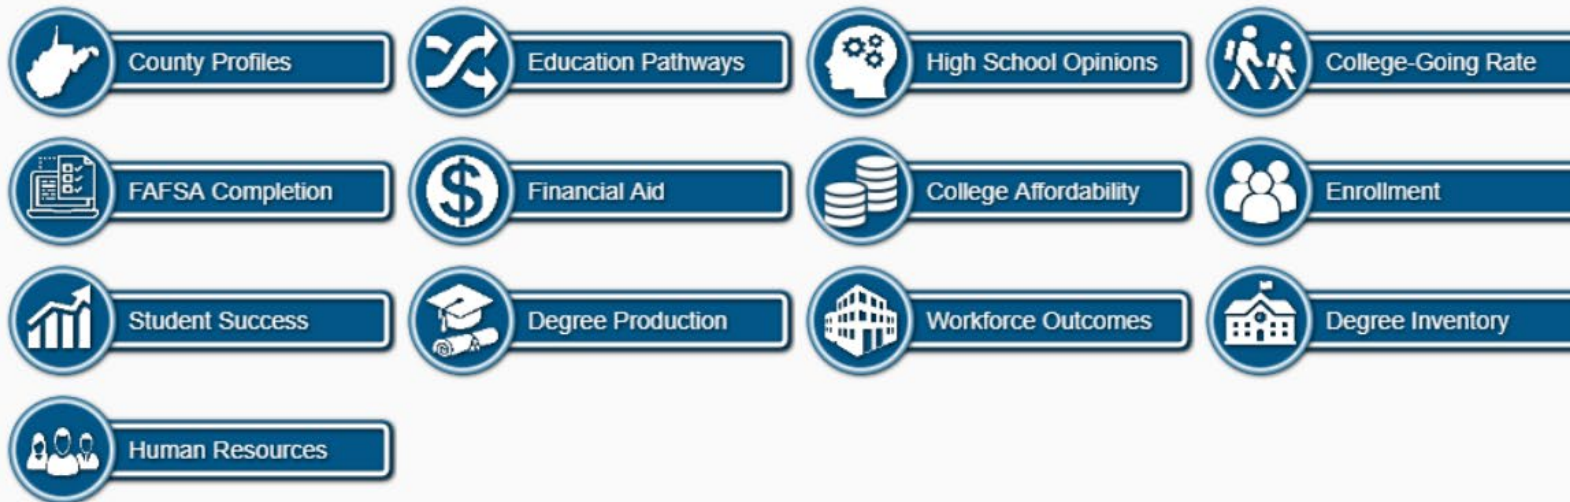 County Profiles
Education Pathways
High School Opinions
College-Going Rate
FAFSA Completion
Financial Aid
College Affordability
Enrollment
Student Success
Degree Production
Workforce Outcomes
Degree Inventory
Human Resources